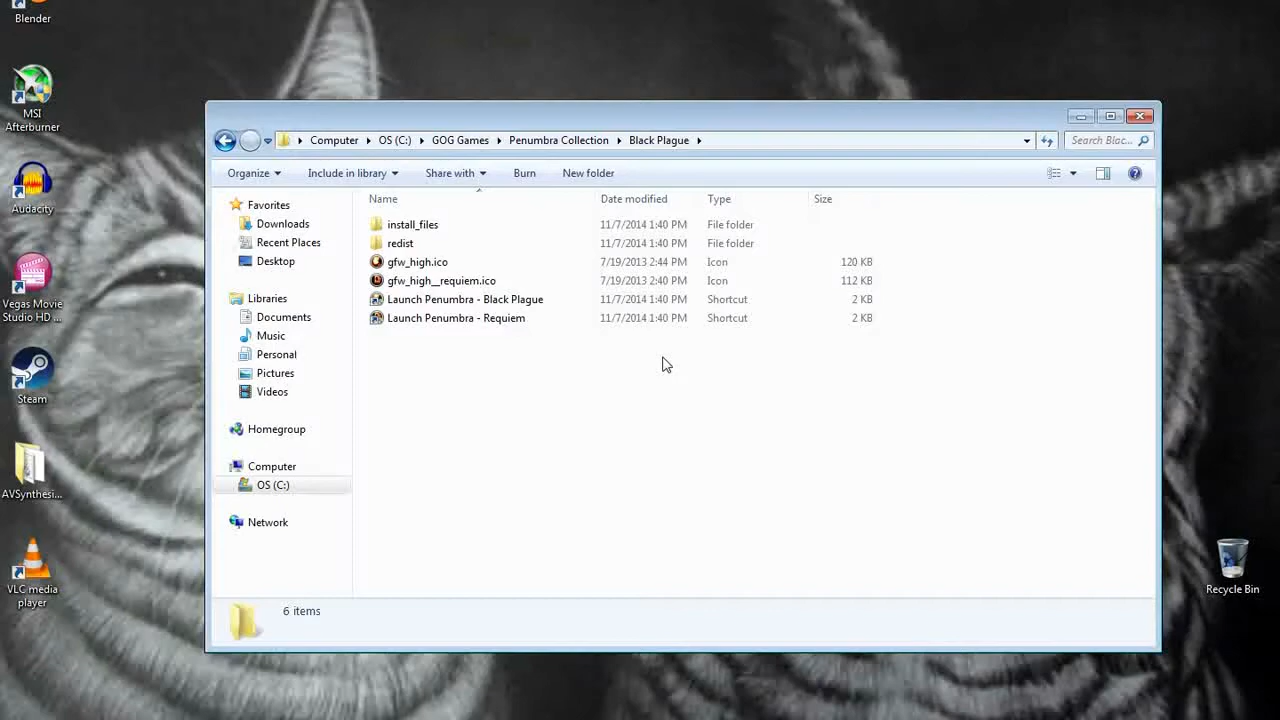 Blender
MSI
Afterburner
Audacity
Vegas Movie
Studio HD ...
Steam
AVSynthesi...
VLC media
player
Recycle Bin
Computer OS (C:) GOG Games Penumbra Collection Black Plague
Search Blac...
Organize Include in library Share with Burn New folder
Favorites
Downloads
Recent Places
Desktop
Libraries
Documents
Music
Personal
Pictures
Videos
Homegroup
Computer
OS (C:)
Network
Name Date modified Type Size
install_files 11/7/2014 1:40 PM File folder
redist 11/7/2014 1:40 PM File folder
gfw_high.ico 7/19/2013 2:44 PM Icon 120 KB
gfw_high__requiem.ico 7/19/2013 2:40 PM Icon 112 KB
Launch Penumbra - Black Plague 11/7/2014 1:40 PM Shortcut 2 KB
Launch Penumbra - Requiem 11/7/2014 1:40 PM Shortcut 2 KB
6 items